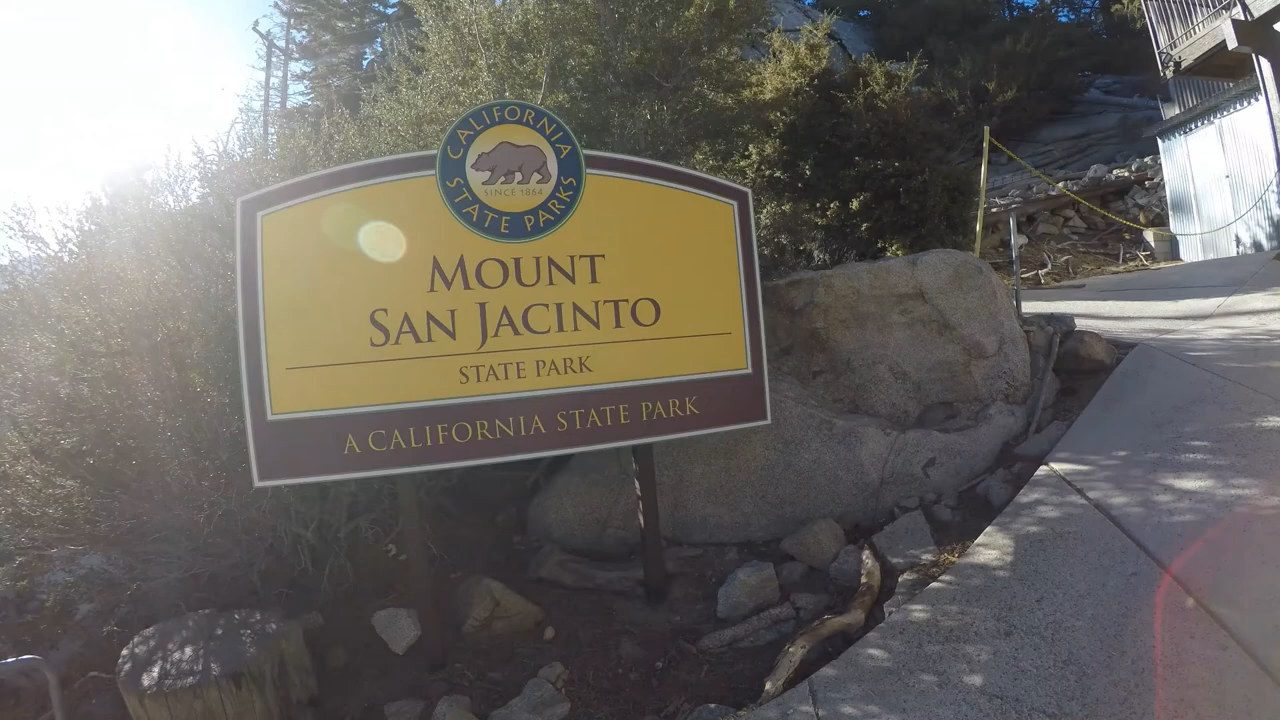 CALIFORNIA
SINCE 1864
STATE PARKS
MOUNT
SAN JACINTO
STATE PARK
A CALIFORNIA STATE PARK